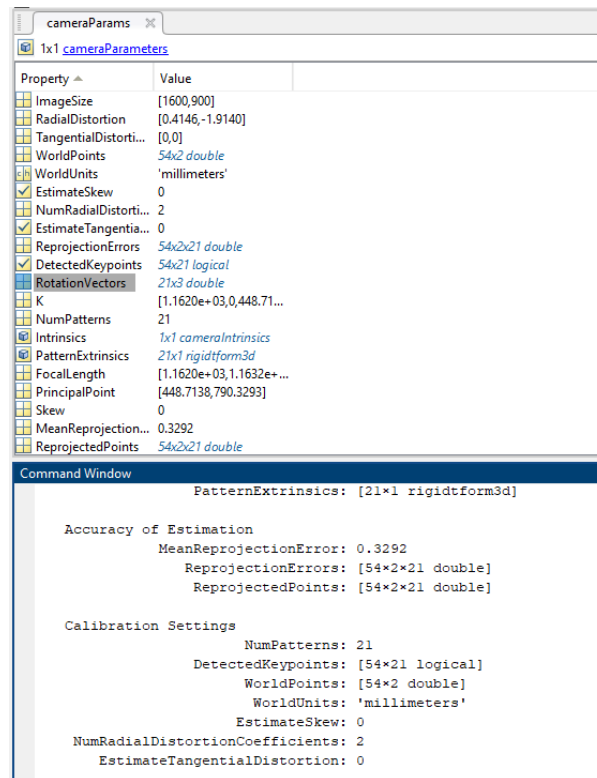 cameraParams
1x1 cameraParameters
Property Value
ImageSize [1600,900]
RadialDistortion [0.4146,-1.9140]
TangentialDistorti... [0,0]
WorldPoints 54x2 double
ch WorldUnits 'millimeters'
EstimateSkew 0
NumRadialDistorti... 2
EstimateTangentia... 0
ReprojectionErrors 54x2x21 double
DetectedKeypoints 54x21 logical
RotationVectors 21x3 double
K [1.1620e+03,0,448.71...
NumPatterns 21
Intrinsics 1x1 cameraIntrinsics
PatternExtrinsics 21x1 rigidtform3d
FocalLength [1.1620e+03,1.1632e+...
PrincipalPoint [448.7138,790.3293]
Skew 0
MeanReprojection... 0.3292
ReprojectedPoints 54x2x21 double
Command Window
PatternExtrinsics: [21×1 rigidtform3d]
Accuracy of Estimation
MeanReprojectionError: 0.3292
ReprojectionErrors: [54×2×21 double]
ReprojectedPoints: [54×2×21 double]
Calibration Settings
NumPatterns: 21
DetectedKeypoints: [54×21 logical]
WorldPoints: [54×2 double]
WorldUnits: 'millimeters'
EstimateSkew: 0
NumRadialDistortionCoefficients: 2
EstimateTangentialDistortion: 0